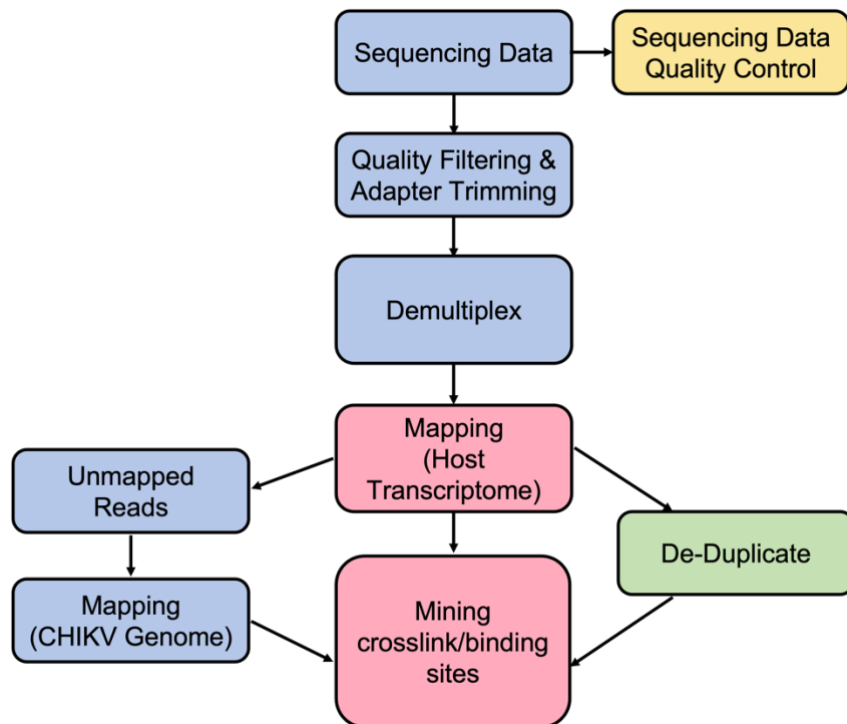 Sequencing Data
Sequencing Data
Quality Control
Quality Filtering &
Adapter Trimming
Demultiplex
Mapping
(Host
Transcriptome)
Unmapped
Reads
De-Duplicate
Mapping
(CHIKV Genome)
Mining
crosslink/binding
sites